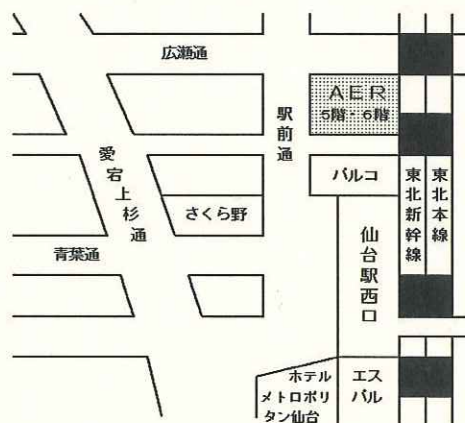 広瀬通
AER
5階・6階
駅前通
パルコ
愛宕上杉通
さくら野
東北新幹線
東北本線
青葉通
仙台駅西口
ホテル
メトロポリ
タン仙台
エス
パル